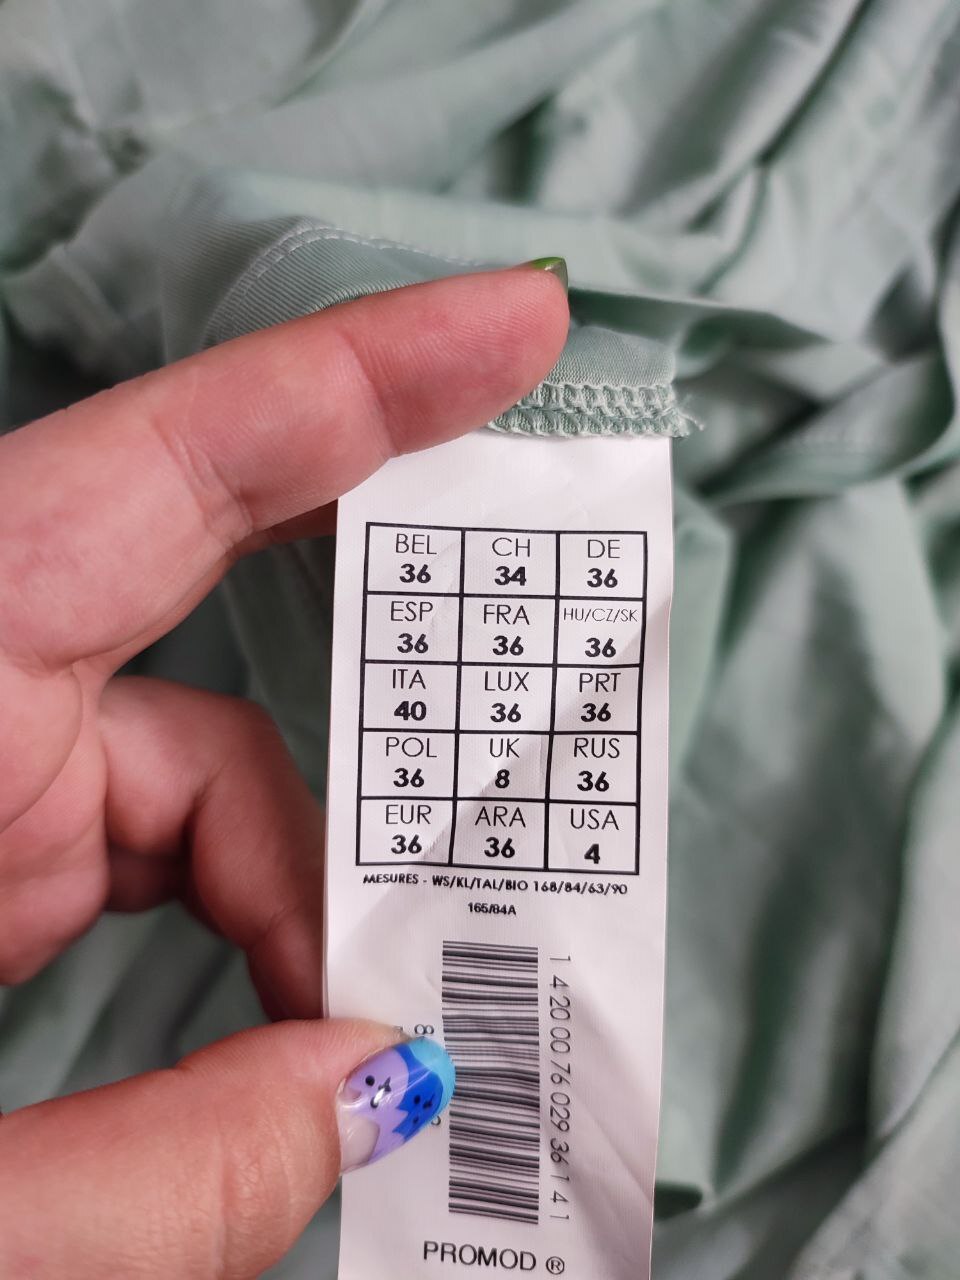 BEL CH DE
36 34 36
ESP FRA HU/CZ/SK
36 36 36
ITA LUX PRT
40 36 36
POL UK RUS
36 8 36
EUR ARA USA
36 36 4
MESURES - WS/KL/TAL/BIO 168/84/63/90
165/84A
1 420 00 76 029 36 1 4 1
PROMOD ®